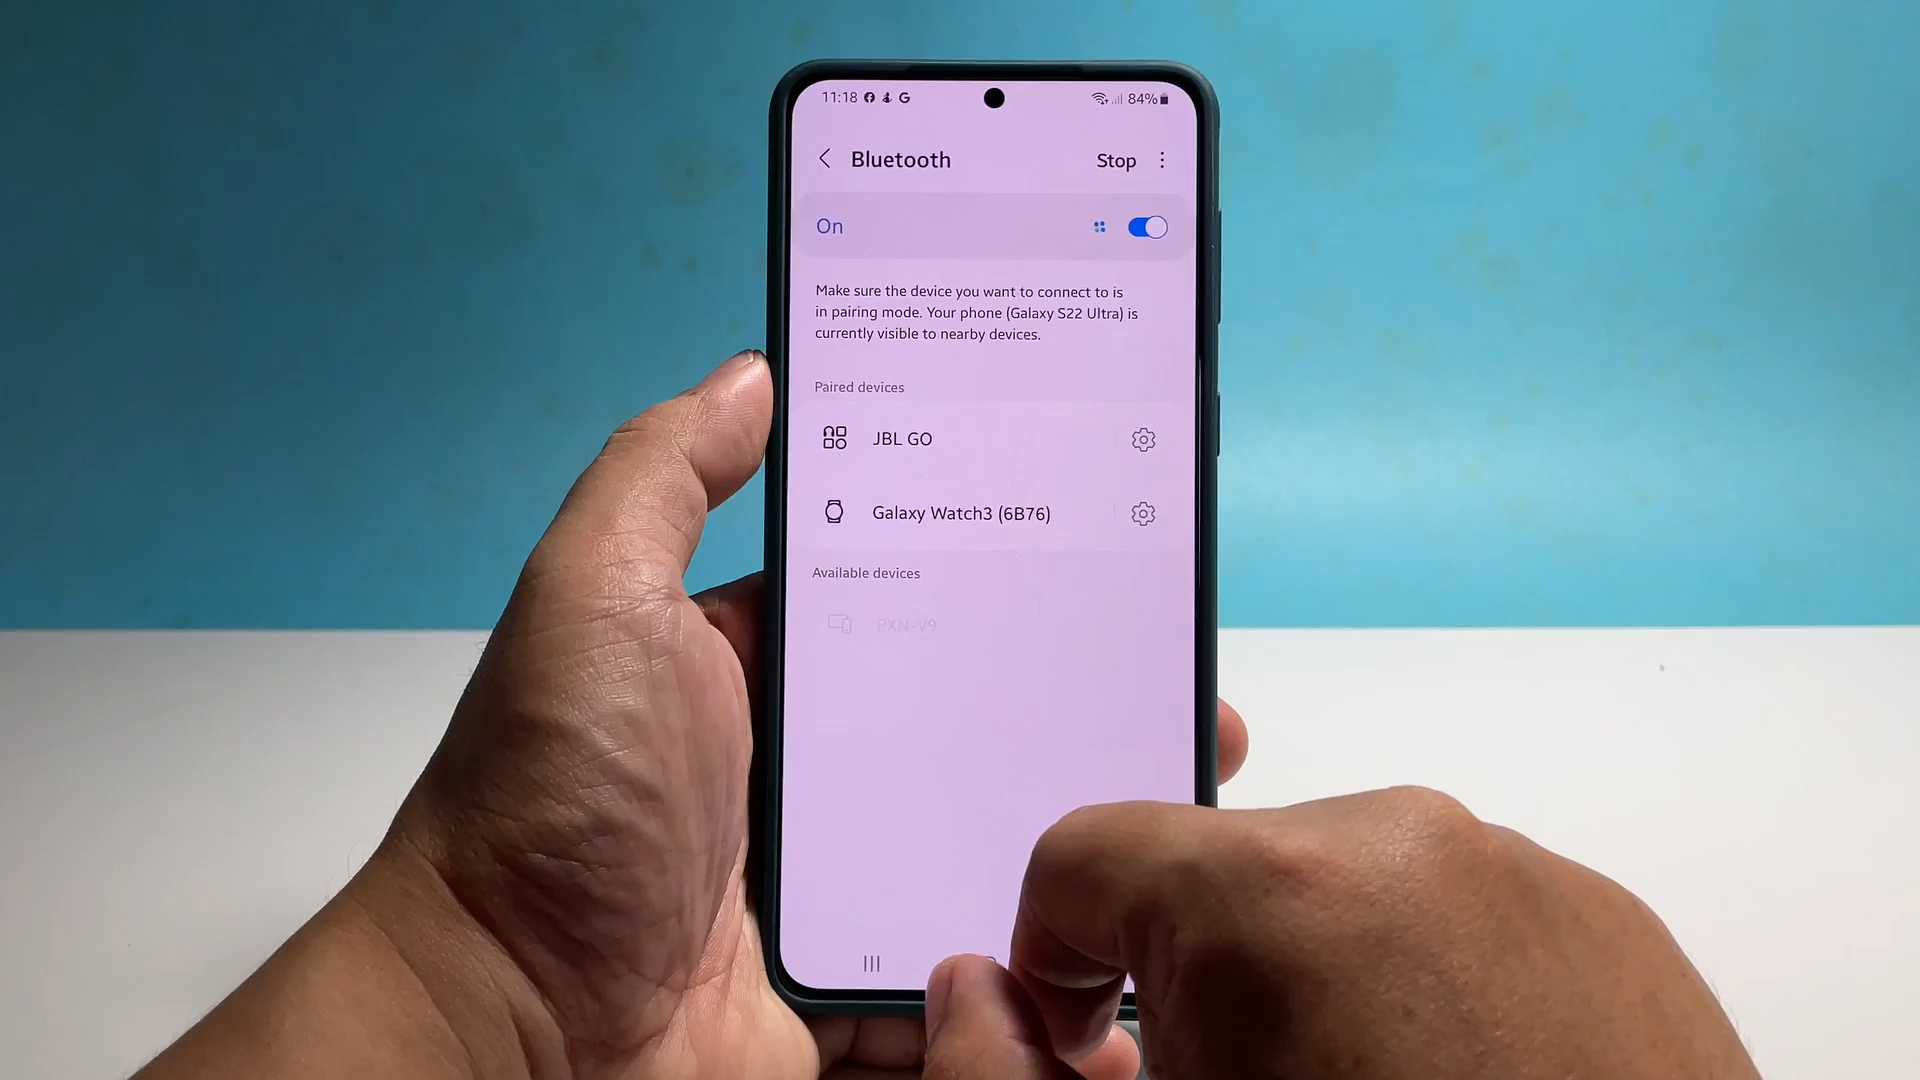 11:18
84%
Bluetooth
Stop
On
Make sure the device you want to connect to is
in pairing mode. Your phone (Galaxy S22 Ultra) is
currently visible to nearby devices.
Paired devices
JBL GO
Galaxy Watch3 (6B76)
Available devices
PXN-V9